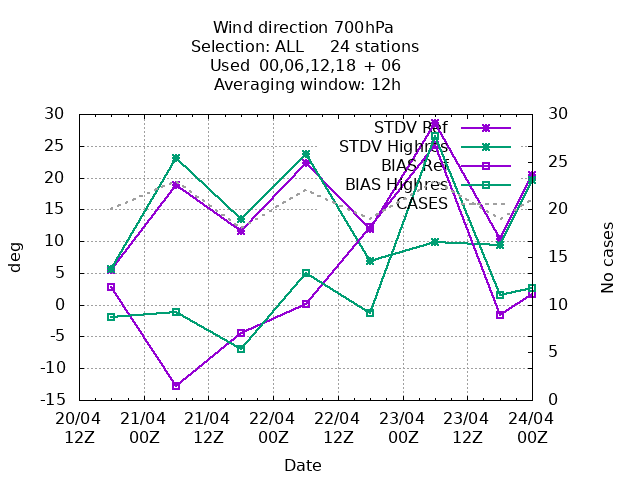 Wind direction 700hPa
Selection: ALL 24 stations
Used 00,06,12,18 + 06
Averaging window: 12h
30 30
STDV Ref
25 25
STDV Highres
BIAS Ref
20 20
BIAS Highres
CASES
15 15
10 10
5 5
0 0
-5
-10
-15
deg
No cases
20/04 21/04 21/04 22/04 22/04 23/04 23/04 24/04
12Z 00Z 12Z 00Z 12Z 00Z 12Z 00Z
Date